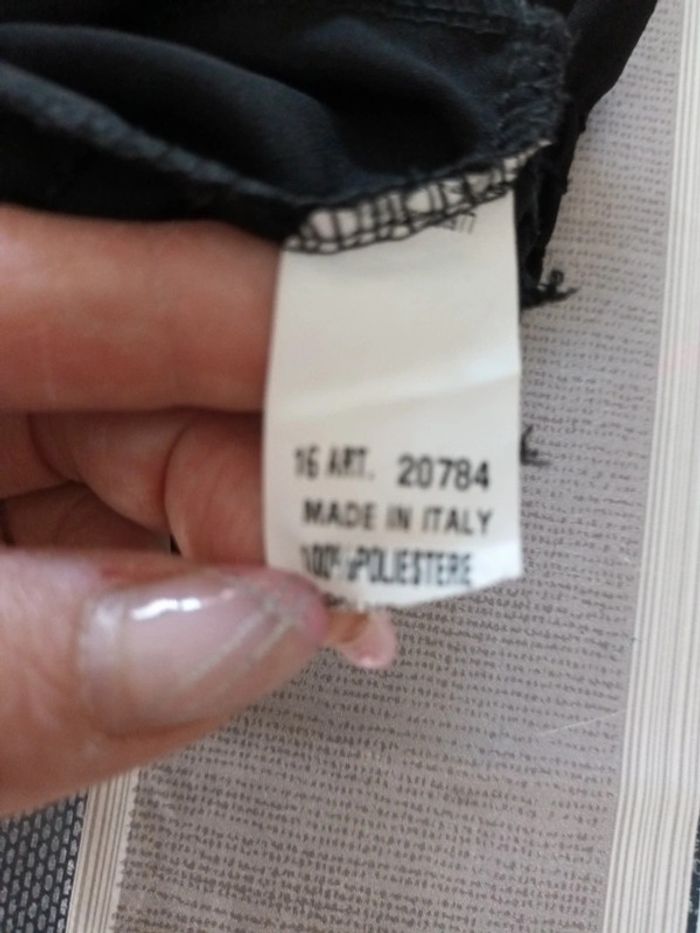 16 ART. 20784
MADE IN ITALY
100% POLIESTERE